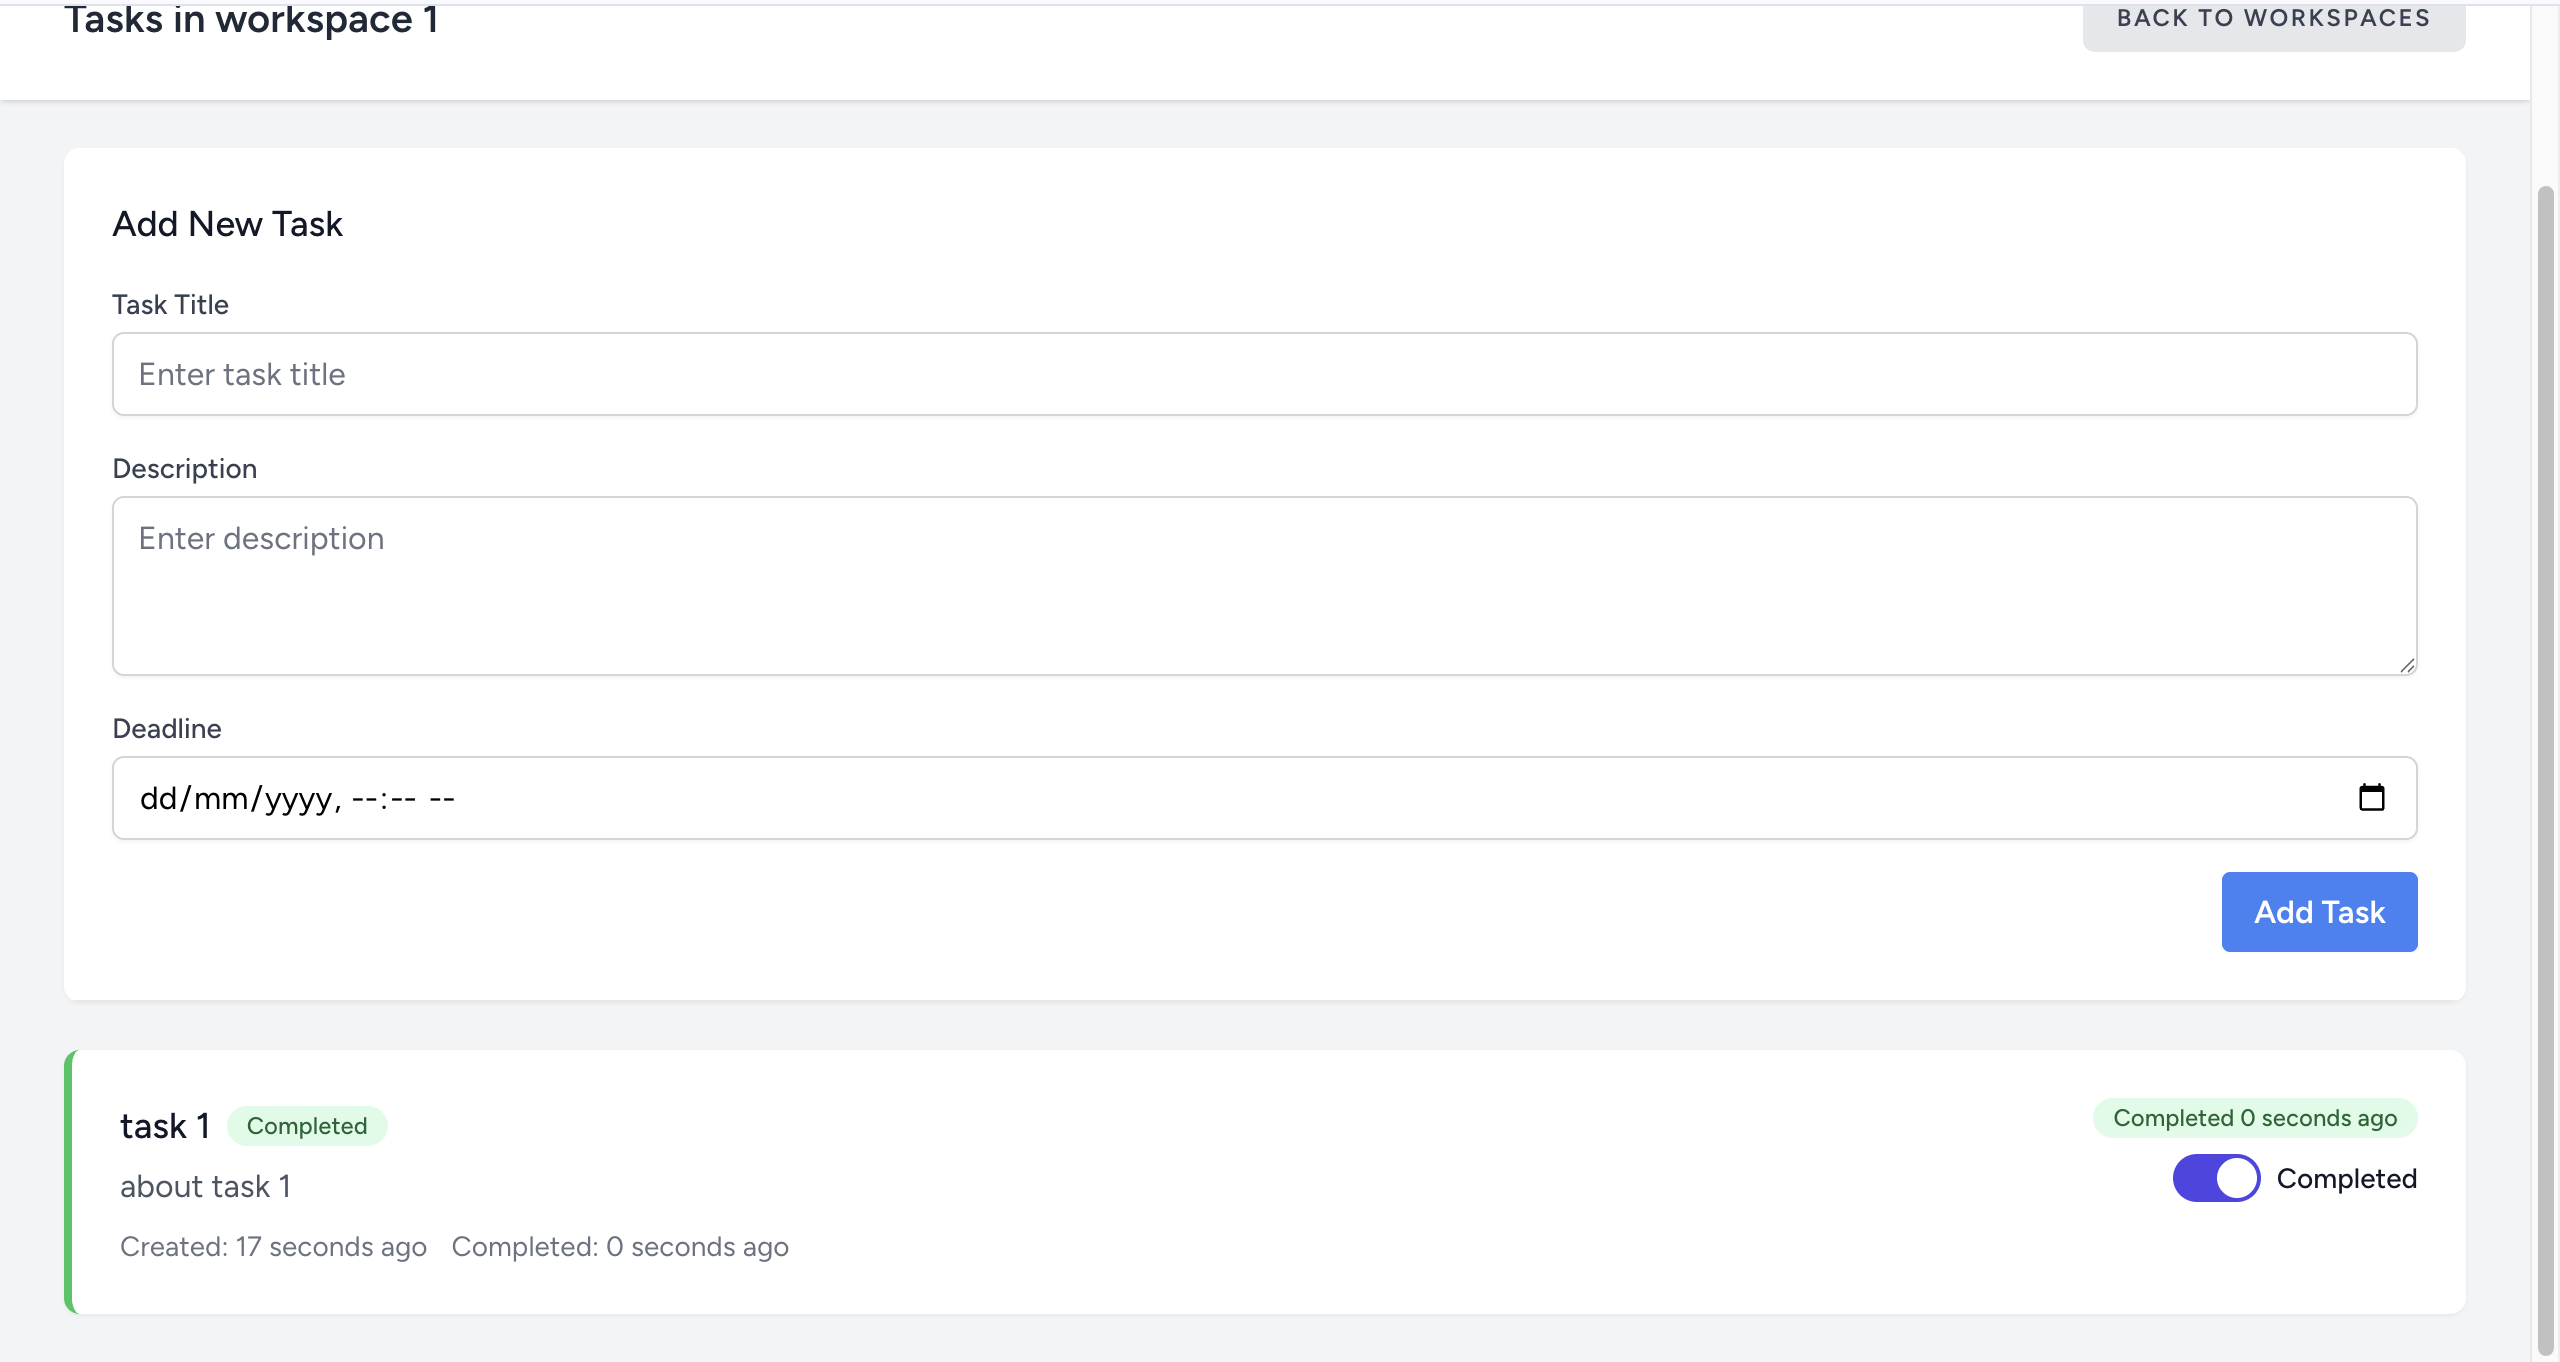 Tasks in workspace 1
BACK TO WORKSPACES
Add New Task
Task Title
Enter task title
Description
Enter description
Deadline
dd/mm/yyyy, --:-- --
Add Task
task 1
Completed
Completed 0 seconds ago
about task 1
Completed
Created: 17 seconds ago
Completed: 0 seconds ago